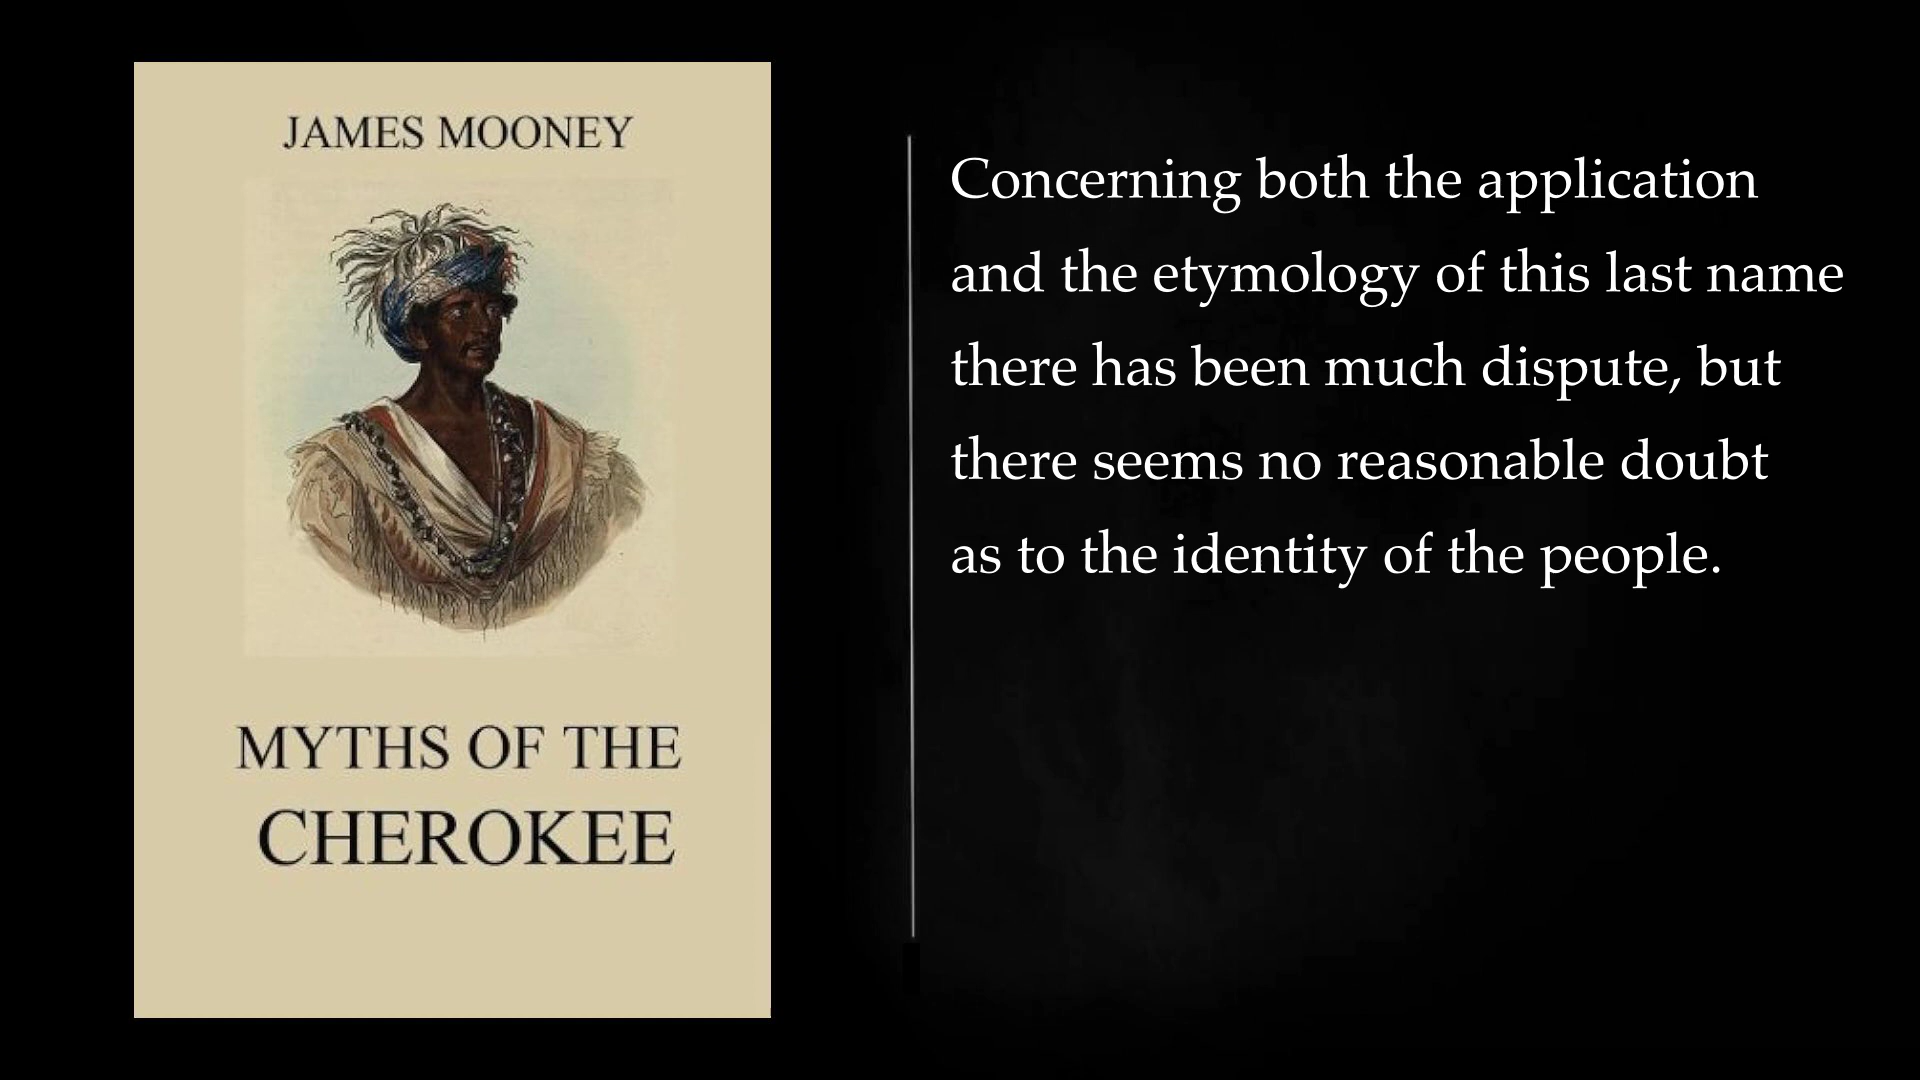 JAMES MOONEY
MYTHS OF THE
CHEROKEE
Concerning both the application
and the etymology of this last name
there has been much dispute, but
there seems no reasonable doubt
as to the identity of the people.